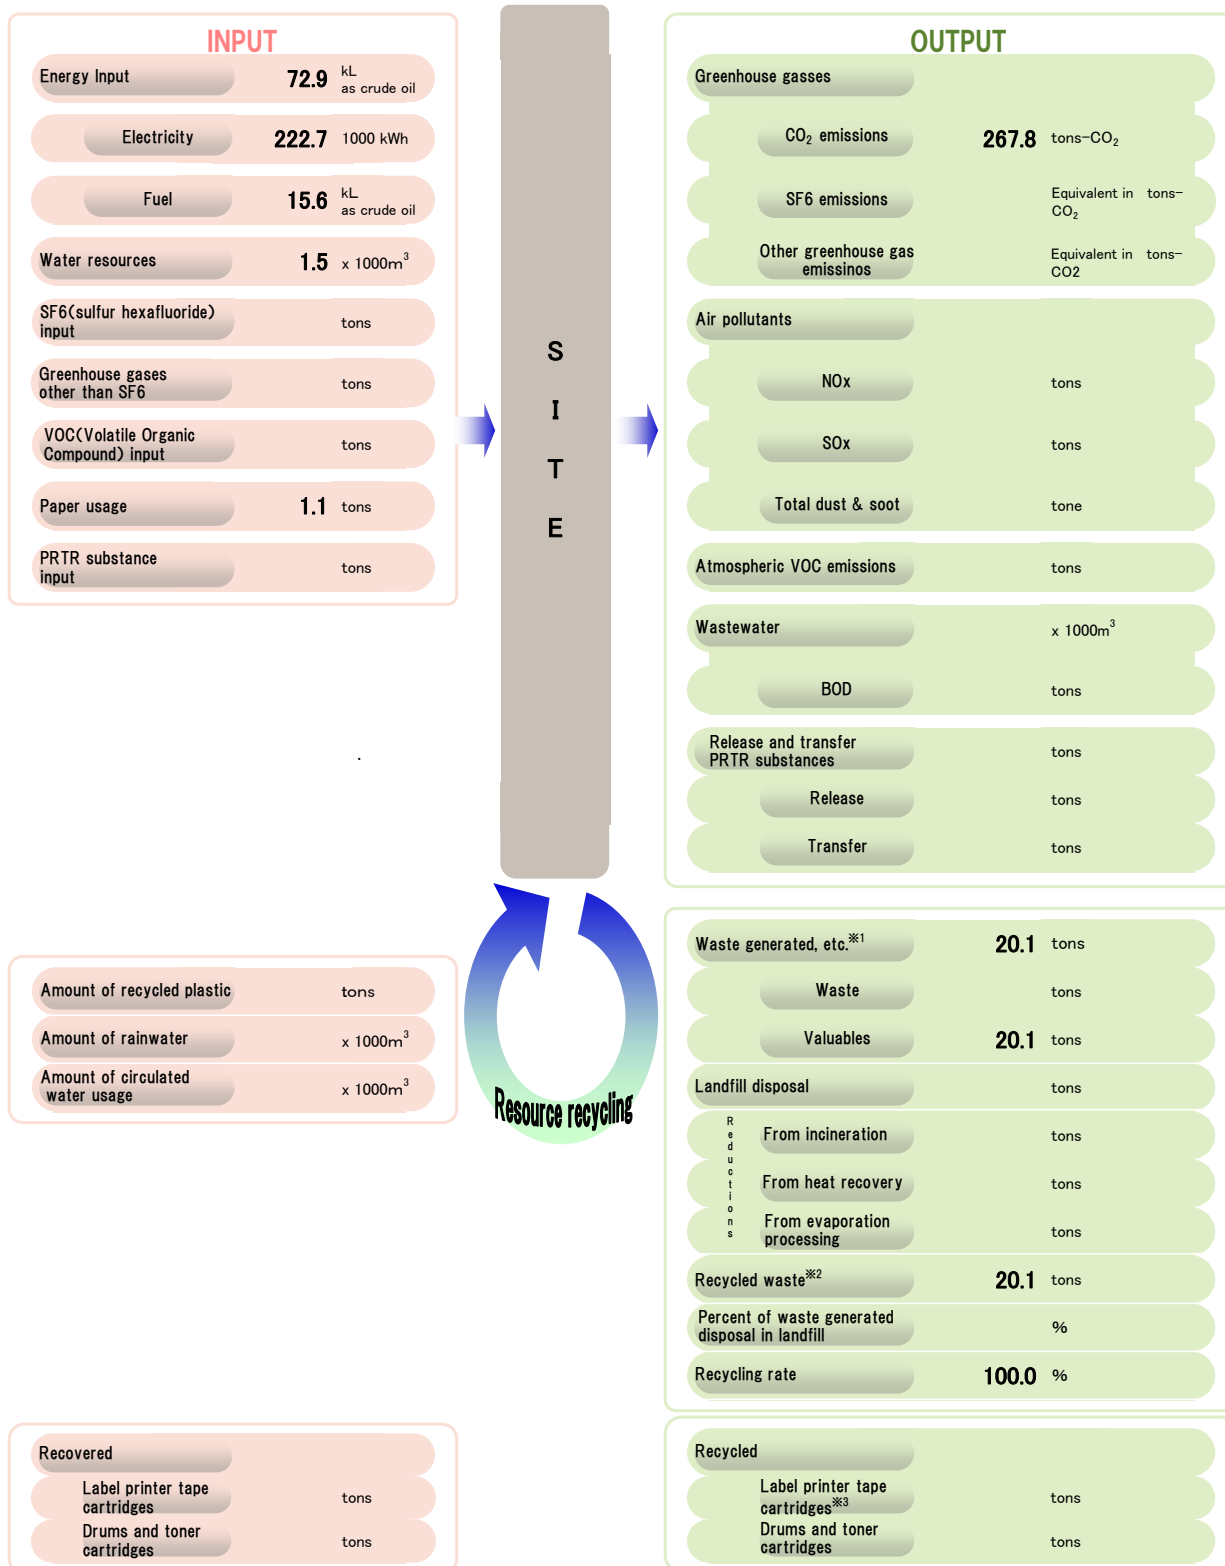 INPUT
Energy Input 72.9 kL
as crude oil
Electricity 222.7 1000 kWh
Fuel 15.6 kL
as crude oil
Water resources 1.5 x 1000m³
SF6(sulfur hexafluoride)
input tons
Greenhouse gases
other than SF6 tons
VOC(Volatile Organic
Compound) input tons
Paper usage 1.1 tons
PRTR substance
input tons
S
I
T
E
OUTPUT
Greenhouse gasses
CO₂ emissions 267.8 tons-CO₂
SF6 emissions Equivalent in tons-
CO₂
Other greenhouse gas
emissinos Equivalent in tons-
CO2
Air pollutants
NOx tons
SOx tons
Total dust & soot tone
Atmospheric VOC emissions tons
Wastewater x 1000m³
BOD tons
Release and transfer
PRTR substances tons
Release tons
Transfer tons
.
Amount of recycled plastic tons
Amount of rainwater x 1000m³
Amount of circulated
water usage x 1000m³
Resource recycling
Waste generated, etc.※1 20.1 tons
Waste tons
Valuables 20.1 tons
Landfill disposal tons
Reductions
From incineration tons
From heat recovery tons
From evaporation
processing tons
Recycled waste※2 20.1 tons
Percent of waste generated
disposal in landfill %
Recycling rate 100.0 %
Recovered
Label printer tape
cartridges tons
Drums and toner
cartridges tons
Recycled
Label printer tape
cartridges※3 tons
Drums and toner
cartridges tons